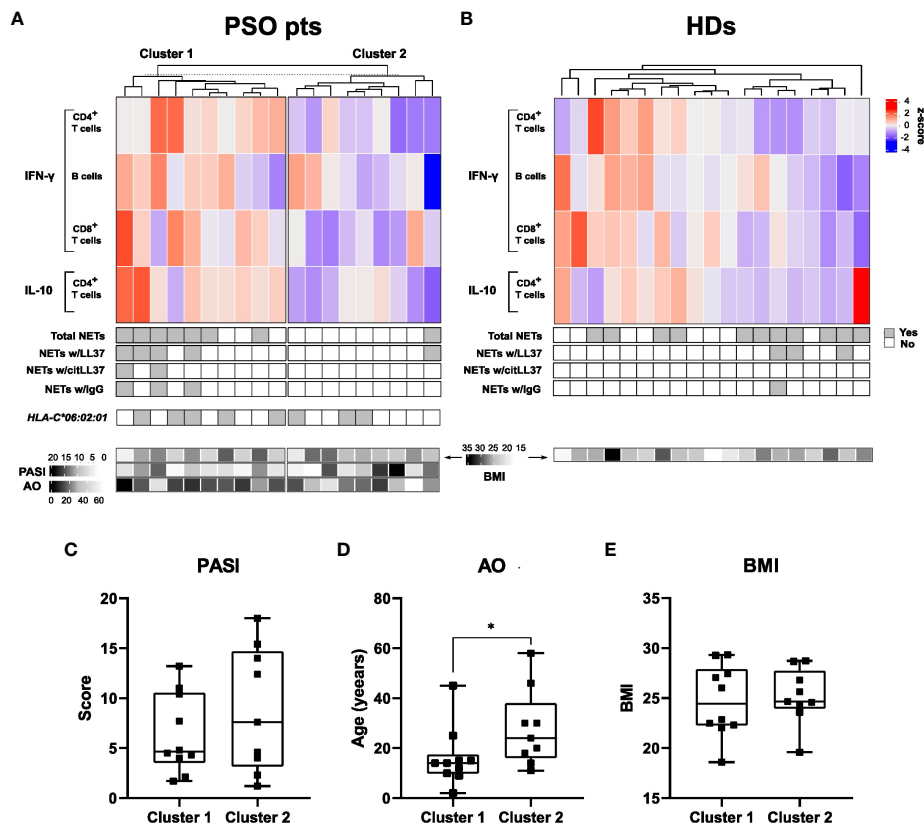 A
PSO pts
Cluster 1
Cluster 2
B
HDs
CD4+
T cells
IFN-γ
B cells
CD8+
T cells
IL-10
CD4+
T cells
Total NETs
NETs w/LL37
NETs w/citLL37
NETs w/IgG
HLA-C*06:02:01
20 15 10 5 0
PASI
AO
0 20 40 60
CD4+
T cells
IFN-γ
B cells
CD8+
T cells
IL-10
CD4+
T cells
Total NETs
NETs w/LL37
NETs w/citLL37
NETs w/IgG
35 30 25 20 15
BMI
4
2
0
-2
-4
z-score
Yes
No
C
PASI
Score
20
15
10
5
0
Cluster 1
Cluster 2
D
AO
Age (yeears)
80
60
40
20
0
*
Cluster 1
Cluster 2
E
BMI
BMI
35
30
25
20
15
Cluster 1
Cluster 2